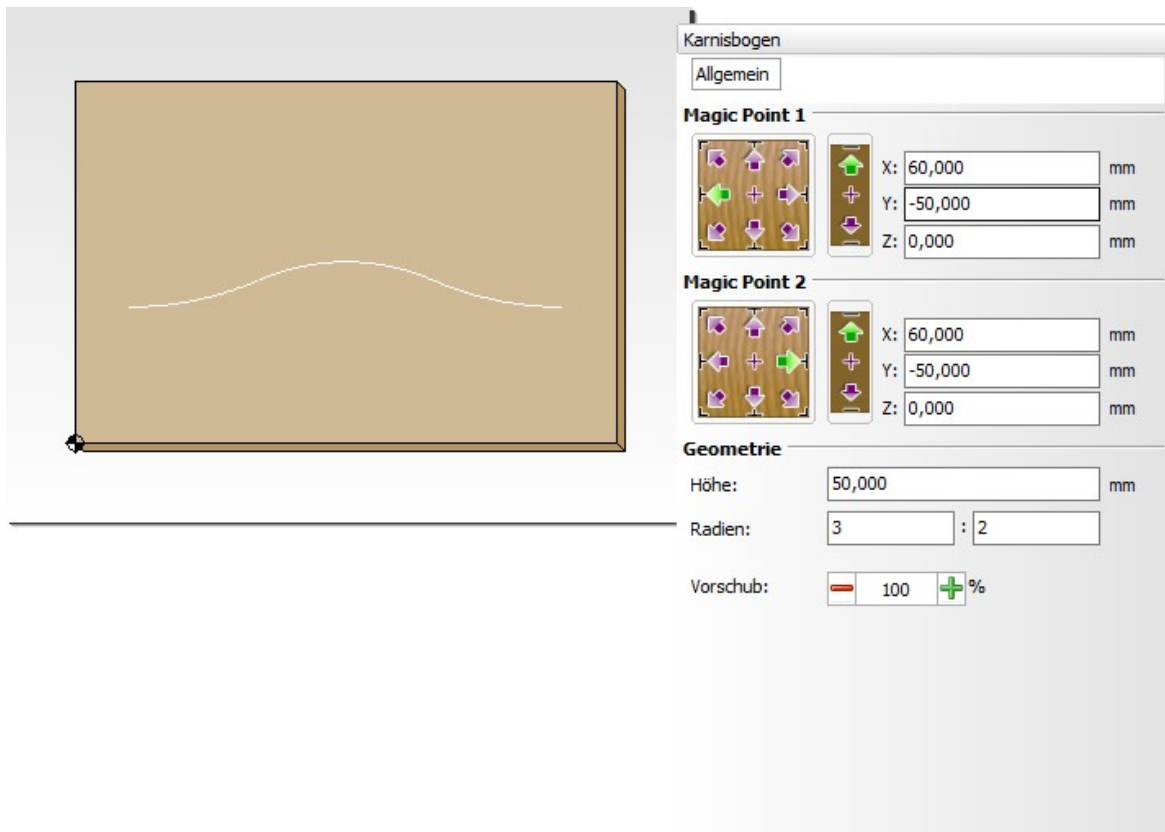 Karnisbogen
Allgemein
Magic Point 1
X: 60,000 mm
Y: -50,000 mm
Z: 0,000 mm
Magic Point 2
X: 60,000 mm
Y: -50,000 mm
Z: 0,000 mm
Geometrie
Höhe: 50,000 mm
Radien: 3 : 2
Vorschub: 100 %